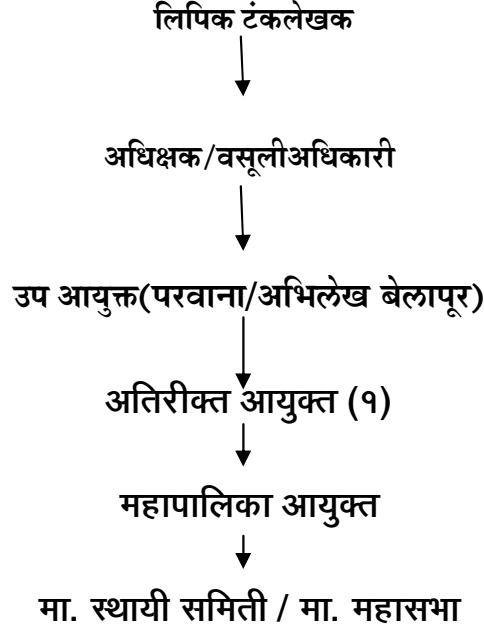 लिपिक टंकलेखक
अधिक्षक/वसूलीअधिकारी
उप आयुक्त(परवाना/अभिलेख बेलापूर)
अतिरीक्त आयुक्त (१)
महापालिका आयुक्त
मा. स्थायी समिती / मा. महासभा